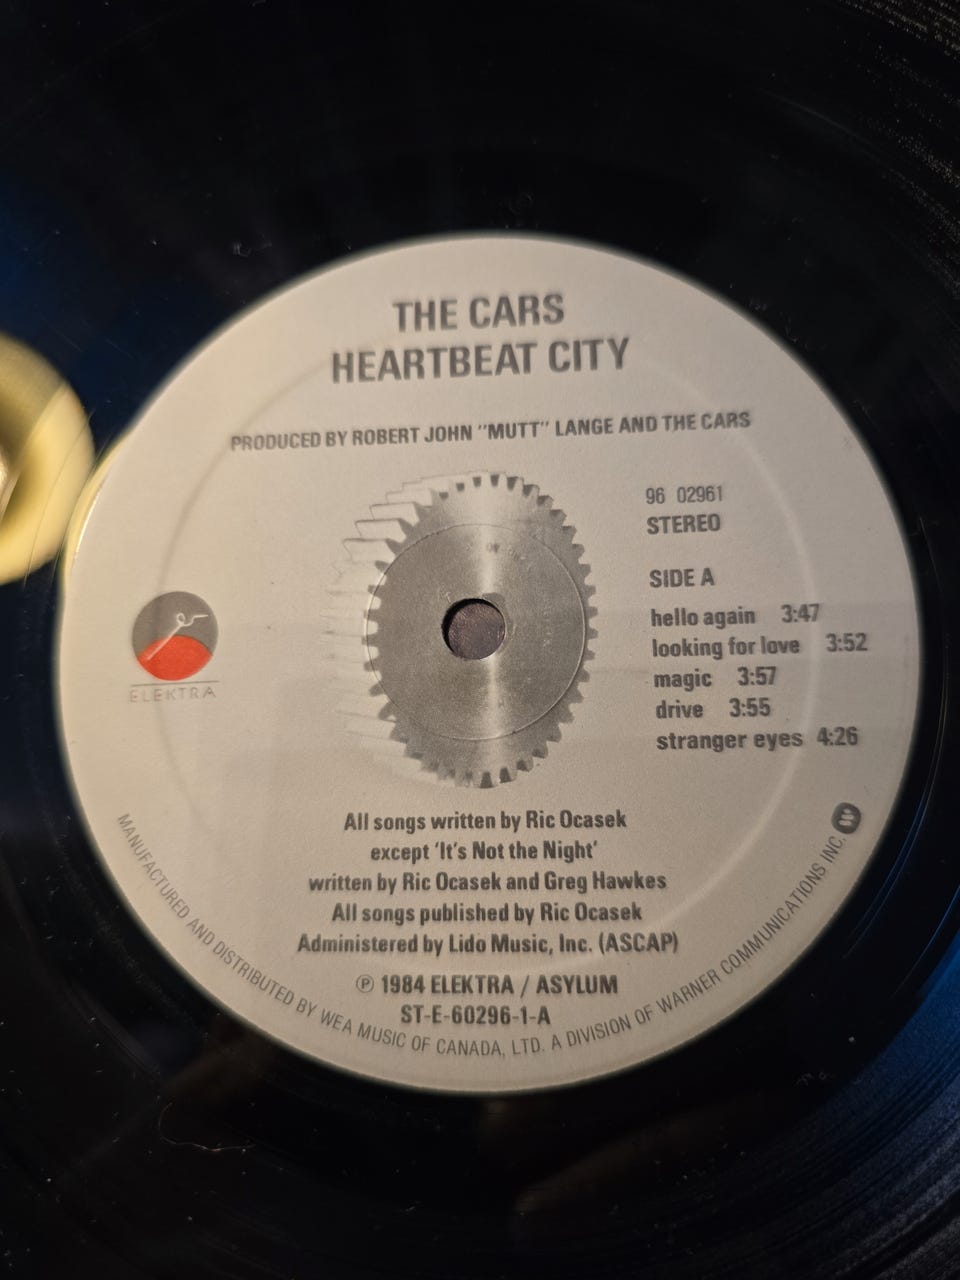 THE CARS
HEARTBEAT CITY
PRODUCED BY ROBERT JOHN "MUTT" LANGE AND THE CARS
96 02961
STEREO
SIDE A
hello again 3:47
looking for love 3:52
magic 3:57
drive 3:55
stranger eyes 4:26
ELEKTRA
All songs written by Ric Ocasek
except 'It's Not the Night'
written by Ric Ocasek and Greg Hawkes
All songs published by Ric Ocasek
Administered by Lido Music, Inc. (ASCAP)
℗ 1984 ELEKTRA / ASYLUM
ST-E-60296-1-A
MANUFACTURED AND DISTRIBUTED BY WEA MUSIC OF CANADA, LTD. A DIVISION OF WARNER COMMUNICATIONS INC.